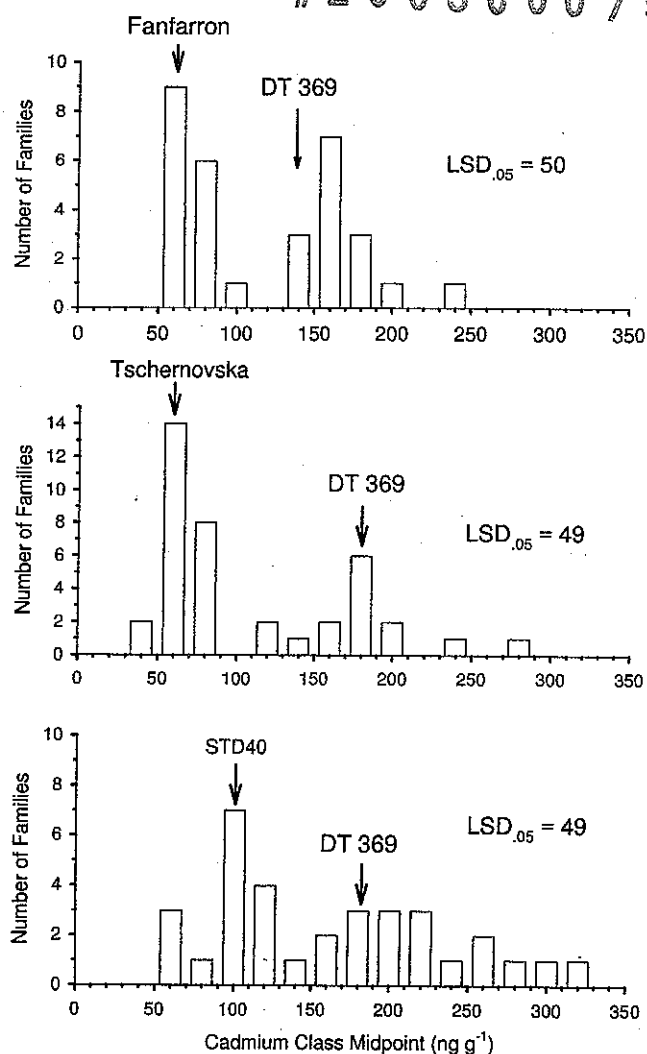 Fanfarron
DT 369
LSD.05 = 50
Number of Families
10
8
6
4
2
0
0 50 100 150 200 250 300 350
Tschernovska
DT 369
LSD.05 = 49
Number of Families
14
12
10
8
6
4
2
0
0 50 100 150 200 250 300 350
STD40
DT 369
LSD.05 = 49
Number of Families
10
8
6
4
2
0
0 50 100 150 200 250 300 350
Cadmium Class Midpoint (ng g-1)